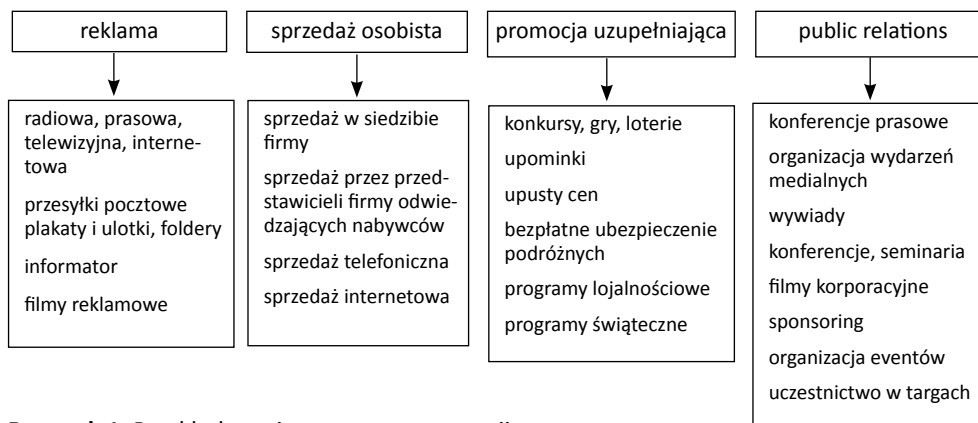 reklama
radiowa, prasowa,
telewizyjna, interne-
towa
przesyłki pocztowe
plakaty i ulotki, foldery
informator
filmy reklamowe
sprzedaż osobista
sprzedaż w siedzibie
firmy
sprzedaż przez przed-
stawicieli firmy odwie-
dzających nabywców
sprzedaż telefoniczna
sprzedaż internetowa
promocja uzupełniająca
konkursy, gry, loterie
upominki
upusty cen
bezpłatne ubezpieczenie
podróżnych
programy lojalnościowe
programy świąteczne
public relations
konferencje prasowe
organizacja wydarzeń
medialnych
wywiady
konferencje, seminaria
filmy korporacyjne
sponsoring
organizacja eventów
uczestnictwo w targach